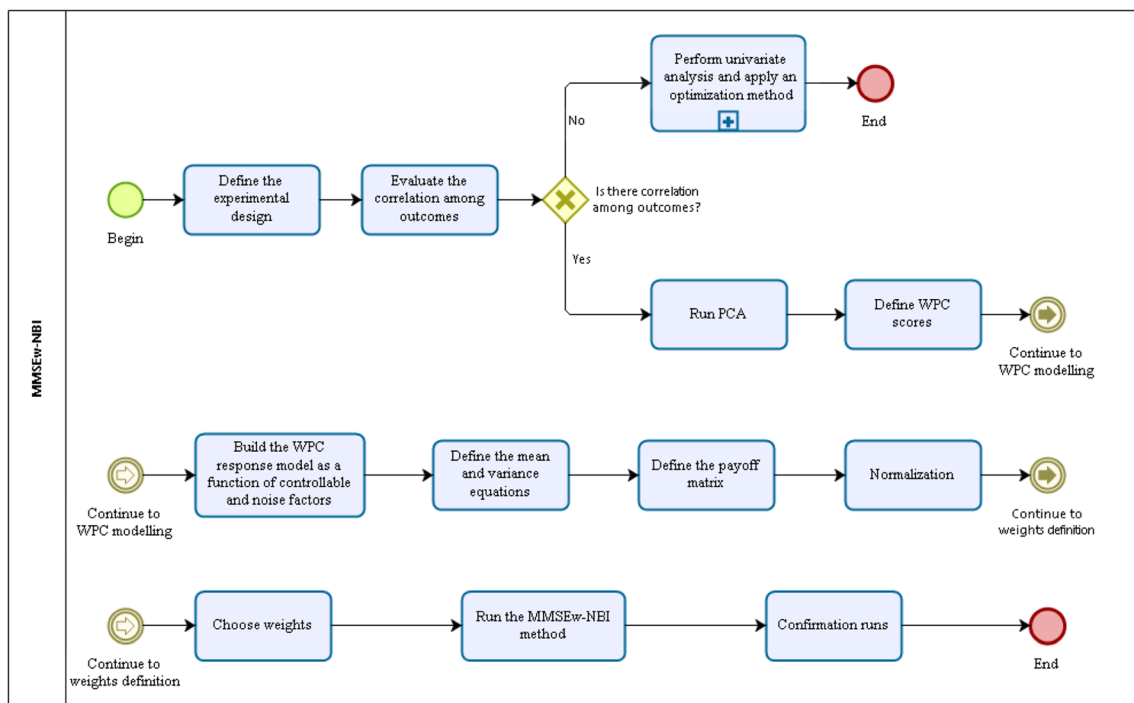 MMSEw-NBI
Perform univariate
analysis and apply an
optimization method
End
No
Begin
Define the
experimental
design
Evaluate the
correlation among
outcomes
Is there correlation
among outcomes?
Yes
Run PCA
Define WPC
scores
Continue to
WPC modelling
Continue to
WPC modelling
Build the WPC
response model as a
function of controllable
and noise factors
Define the mean
and variance
equations
Define the payoff
matrix
Normalization
Continue to
weights definition
Continue to
weights definition
Choose weights
Run the MMSEw-NBI
method
Confirmation runs
End